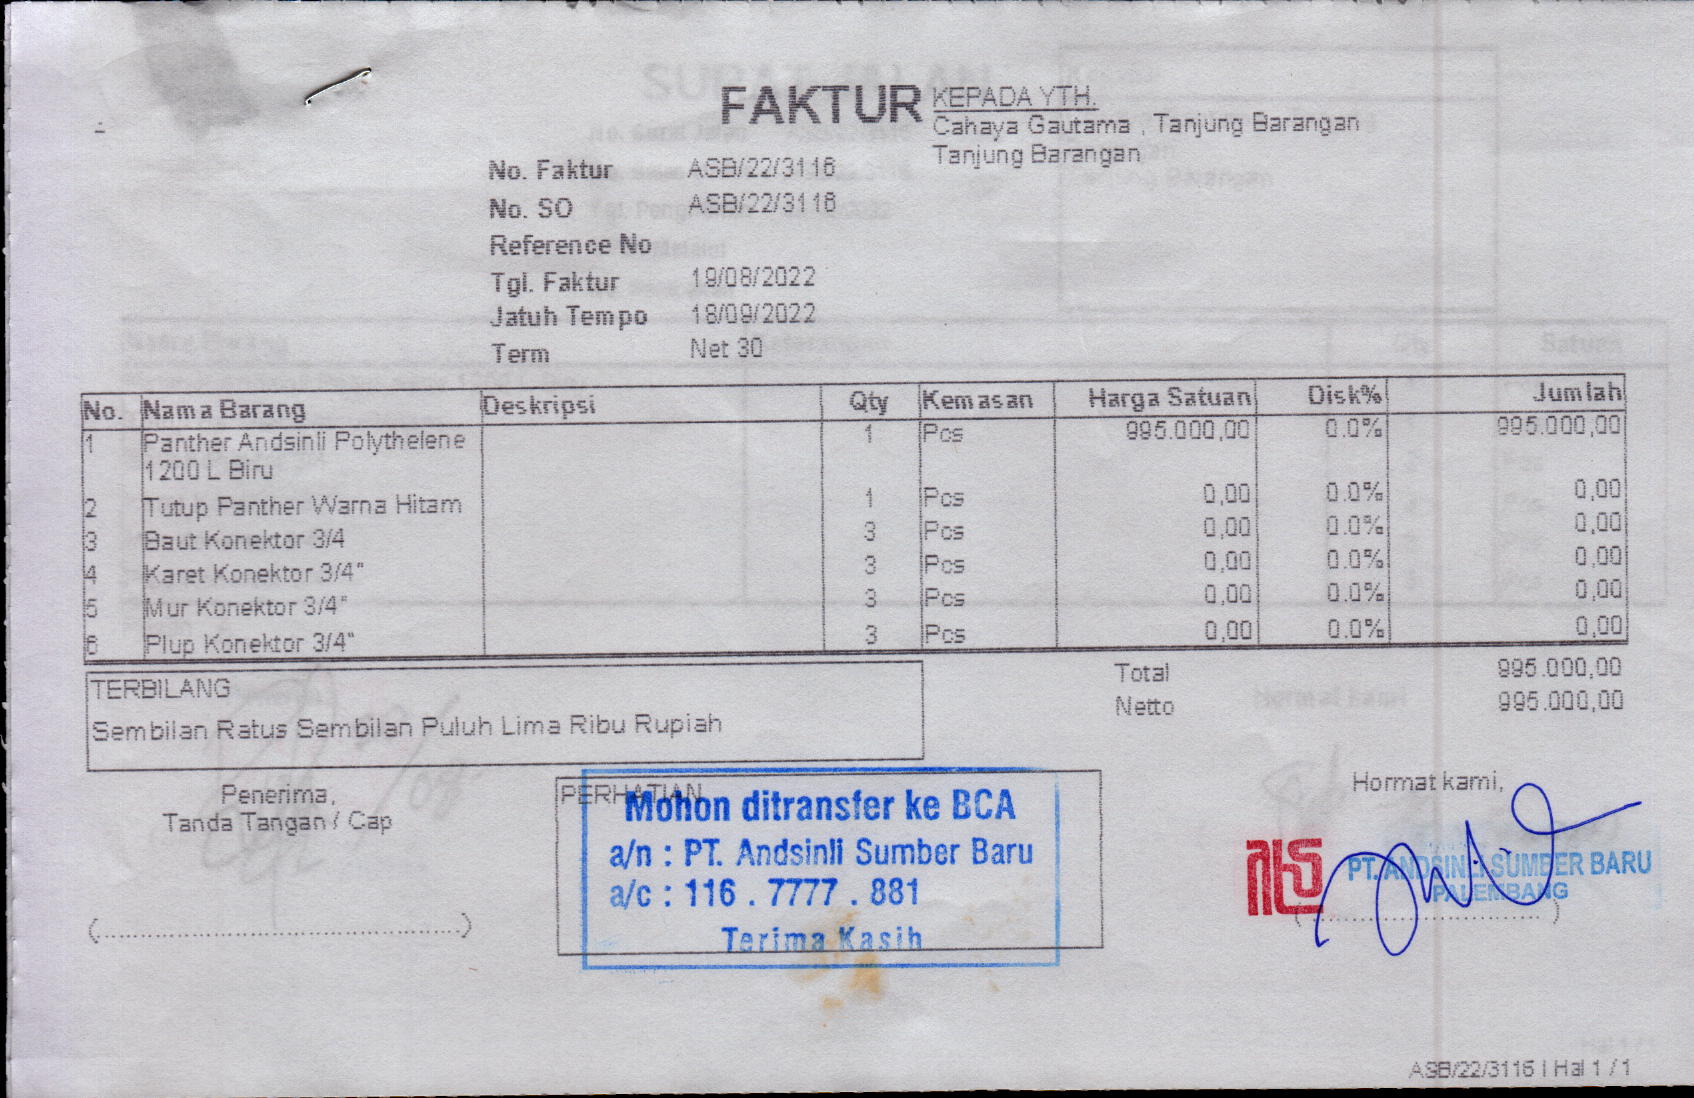 FAKTUR
KEPADA YTH.
Cahaya Gautama , Tanjung Barangan
Tanjung Barangan
No. Faktur ASB/22/3116
No. SO ASB/22/3116
Reference No
Tgl. Faktur 19/08/2022
Jatuh Tempo 18/09/2022
Term Net 30
No. Nama Barang Deskripsi Qty Kemasan Harga Satuan Disk% Jumlah
1 Panther Andsinli Polythelene 1 Pcs 995.000,00 0.0% 995.000,00
1200 L Biru
2 Tutup Panther Warna Hitam 1 Pcs 0,00 0.0% 0,00
3 Baut Konektor 3/4 3 Pcs 0,00 0.0% 0,00
4 Karet Konektor 3/4" 3 Pcs 0,00 0.0% 0,00
5 Mur Konektor 3/4" 3 Pcs 0,00 0.0% 0,00
6 Plup Konektor 3/4" 3 Pcs 0,00 0.0% 0,00
Total 995.000,00
Netto 995.000,00
TERBILANG
Sembilan Ratus Sembilan Puluh Lima Ribu Rupiah
Penerima,
Tanda Tangan / Cap
(..........................................)
PERHATIAN
Mohon ditransfer ke BCA
a/n : PT. Andsinli Sumber Baru
a/c : 116 . 7777 . 881
Terima Kasih
Hormat kami,
PT. ANDSINLI SUMBER BARU
PALEMBANG
(..............................)
ASB/22/3116 | Hal 1 / 1